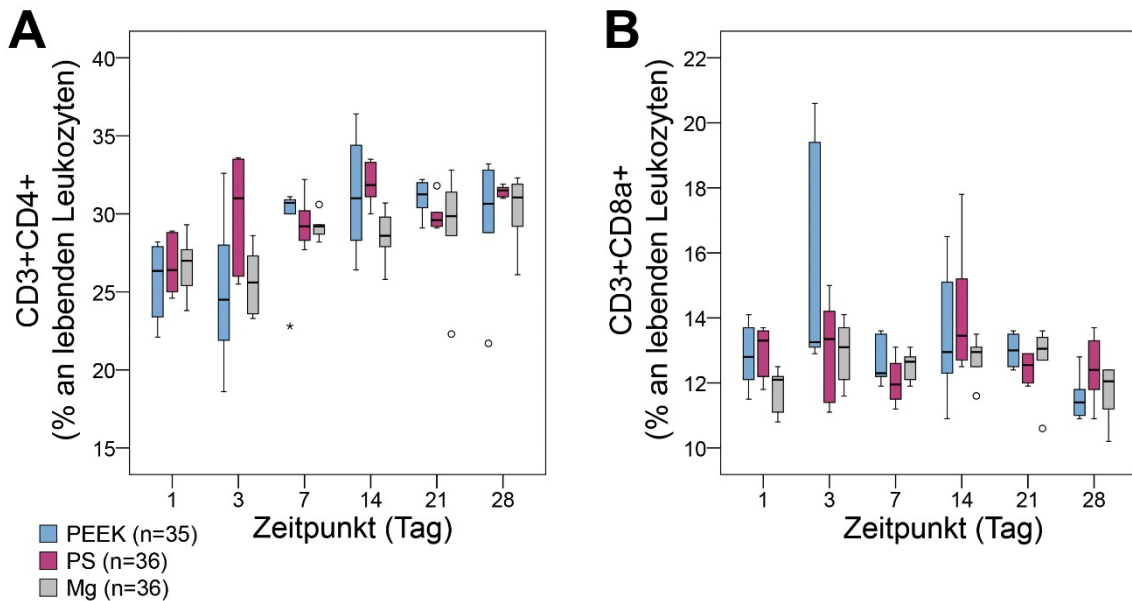 A
CD3+CD4+
(% an lebenden Leukozyten)
40
35
30
25
20
15
*
1 3 7 14 21 28
Zeitpunkt (Tag)
PEEK (n=35)
PS (n=36)
Mg (n=36)
B
CD3+CD8a+
(% an lebenden Leukozyten)
22
20
18
16
14
12
10
1 3 7 14 21 28
Zeitpunkt (Tag)